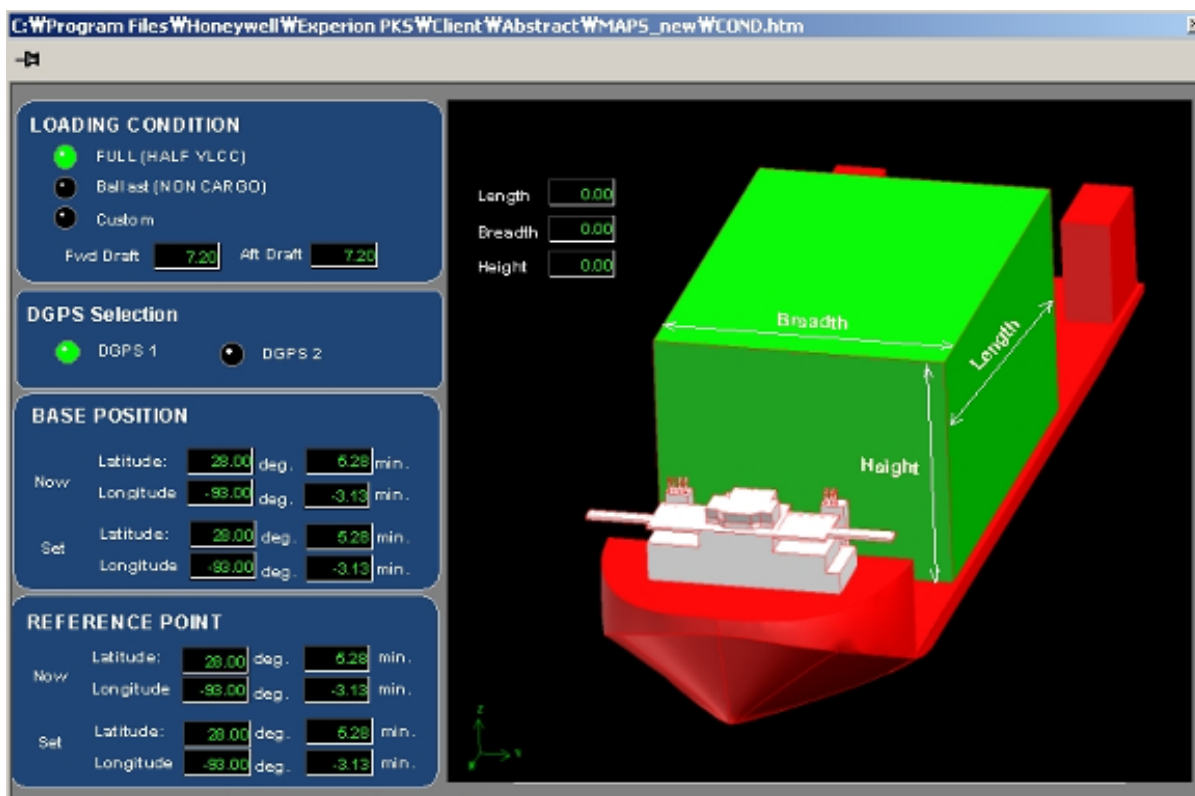 C:₩Program Files₩Honeywell₩Experion PKS₩Client₩Abstract₩MAPS_new₩COND.htm
LOADING CONDITION
FULL (HALF VLCC)
Ballast (NON CARGO)
Custom
Fwd Draft 7.20 Aft Draft 7.20
DGPS Selection
DGPS 1 DGPS 2
BASE POSITION
Now
Latitude: 28.00 deg. 5.28 min.
Longitude -93.00 deg. -3.13 min.
Set
Latitude: 28.00 deg. 5.28 min.
Longitude -93.00 deg. -3.13 min.
REFERENCE POINT
Now
Latitude: 28.00 deg. 5.28 min.
Longitude -93.00 deg. -3.13 min.
Set
Latitude: 28.00 deg. 5.28 min.
Longitude -93.00 deg. -3.13 min.
Length 0.00
Breadth 0.00
Height 0.00
Breadth
Length
Height
z